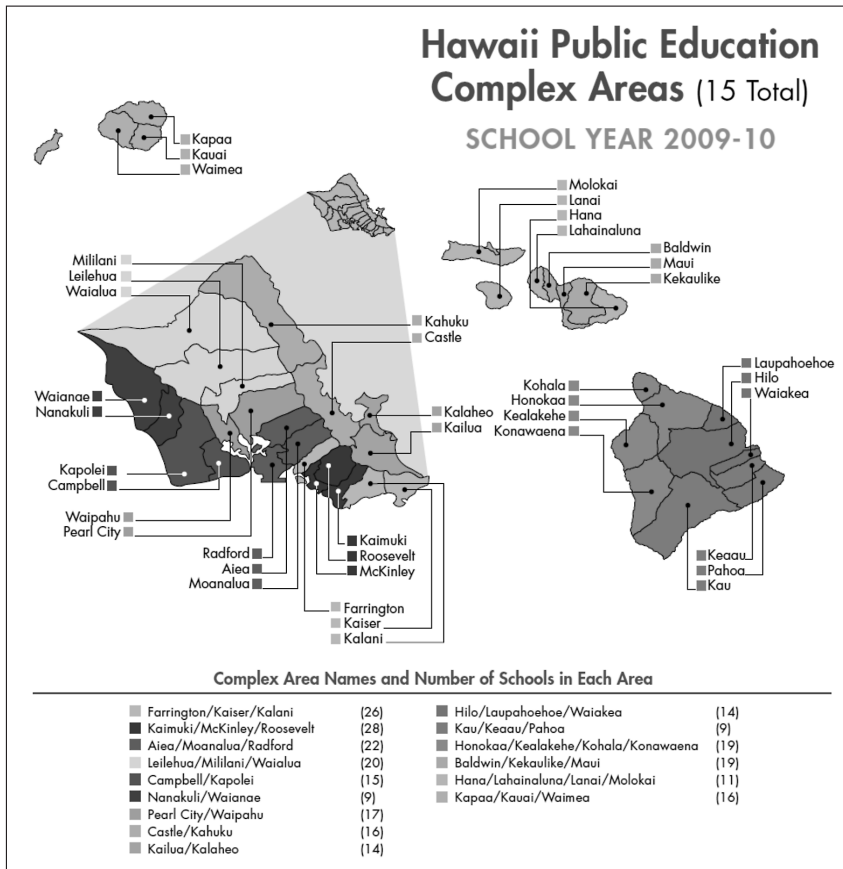 Hawaii Public Education
Complex Areas (15 Total)
SCHOOL YEAR 2009-10
Kapaa
Kauai
Waimea
Molokai
Lanai
Hana
Lahainaluna
Baldwin
Maui
Kekaulike
Mililani
Leilehua
Waialua
Kahuku
Castle
Waianae
Nanakuli
Kalaheo
Kailua
Kapolei
Campbell
Waipahu
Pearl City
Radford
Aiea
Moanalua
Kaimuki
Roosevelt
McKinley
Farrington
Kaiser
Kalani
Kohala
Honokaa
Kealakehe
Konawaena
Laupahoehoe
Hilo
Waiakea
Keaau
Pahoa
Kau
Complex Area Names and Number of Schools in Each Area
Farrington/Kaiser/Kalani (26)
Kaimuki/McKinley/Roosevelt (28)
Aiea/Moanalua/Radford (22)
Leilehua/Mililani/Waialua (20)
Campbell/Kapolei (15)
Nanakuli/Waianae (9)
Pearl City/Waipahu (17)
Castle/Kahuku (16)
Kailua/Kalaheo (14)
Hilo/Laupahoehoe/Waiakea (14)
Kau/Keaau/Pahoa (9)
Honokaa/Kealakehe/Kohala/Konawaena (19)
Baldwin/Kekaulike/Maui (19)
Hana/Lahainaluna/Lanai/Molokai (11)
Kapaa/Kauai/Waimea (16)